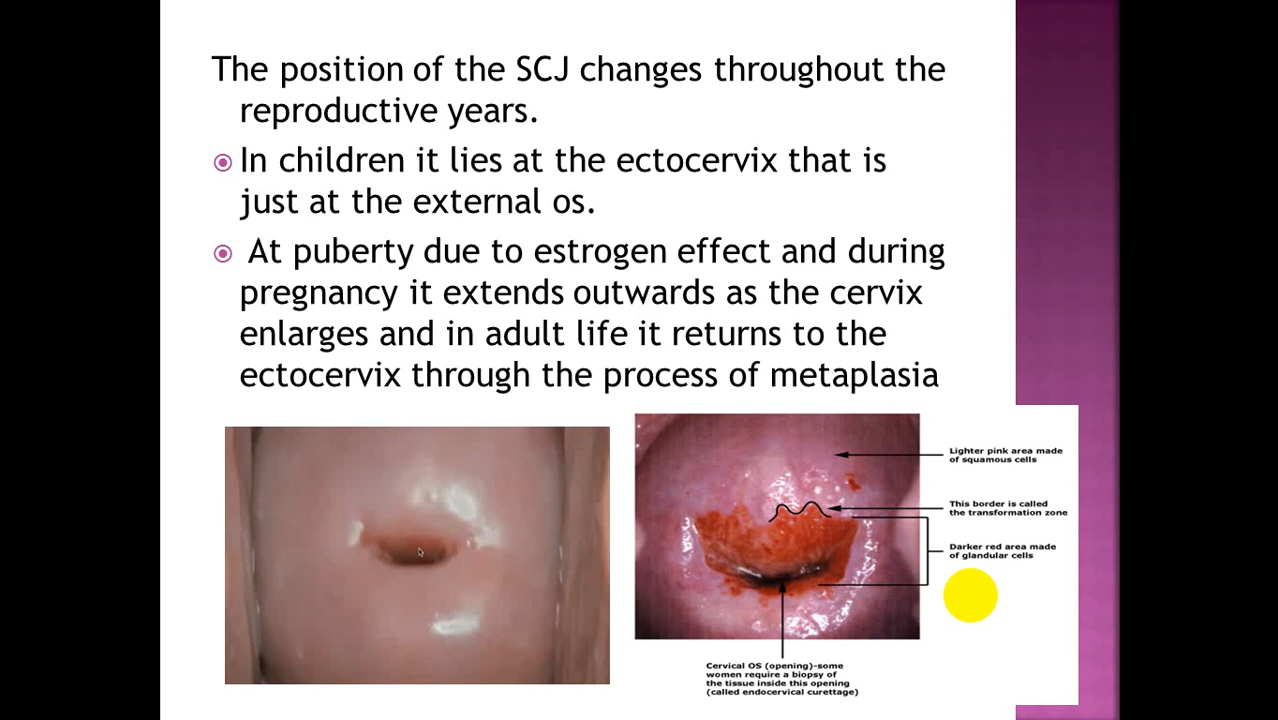 The position of the SCJ changes throughout the
reproductive years.
In children it lies at the ectocervix that is
just at the external os.
At puberty due to estrogen effect and during
pregnancy it extends outwards as the cervix
enlarges and in adult life it returns to the
ectocervix through the process of metaplasia
Lighter pink area made
of squamous cells
This border is called
the transformation zone
Darker red area made
of glandular cells
Cervical OS (opening)-some
women require a biopsy of
the tissue inside this opening
(called endocervical curettage)